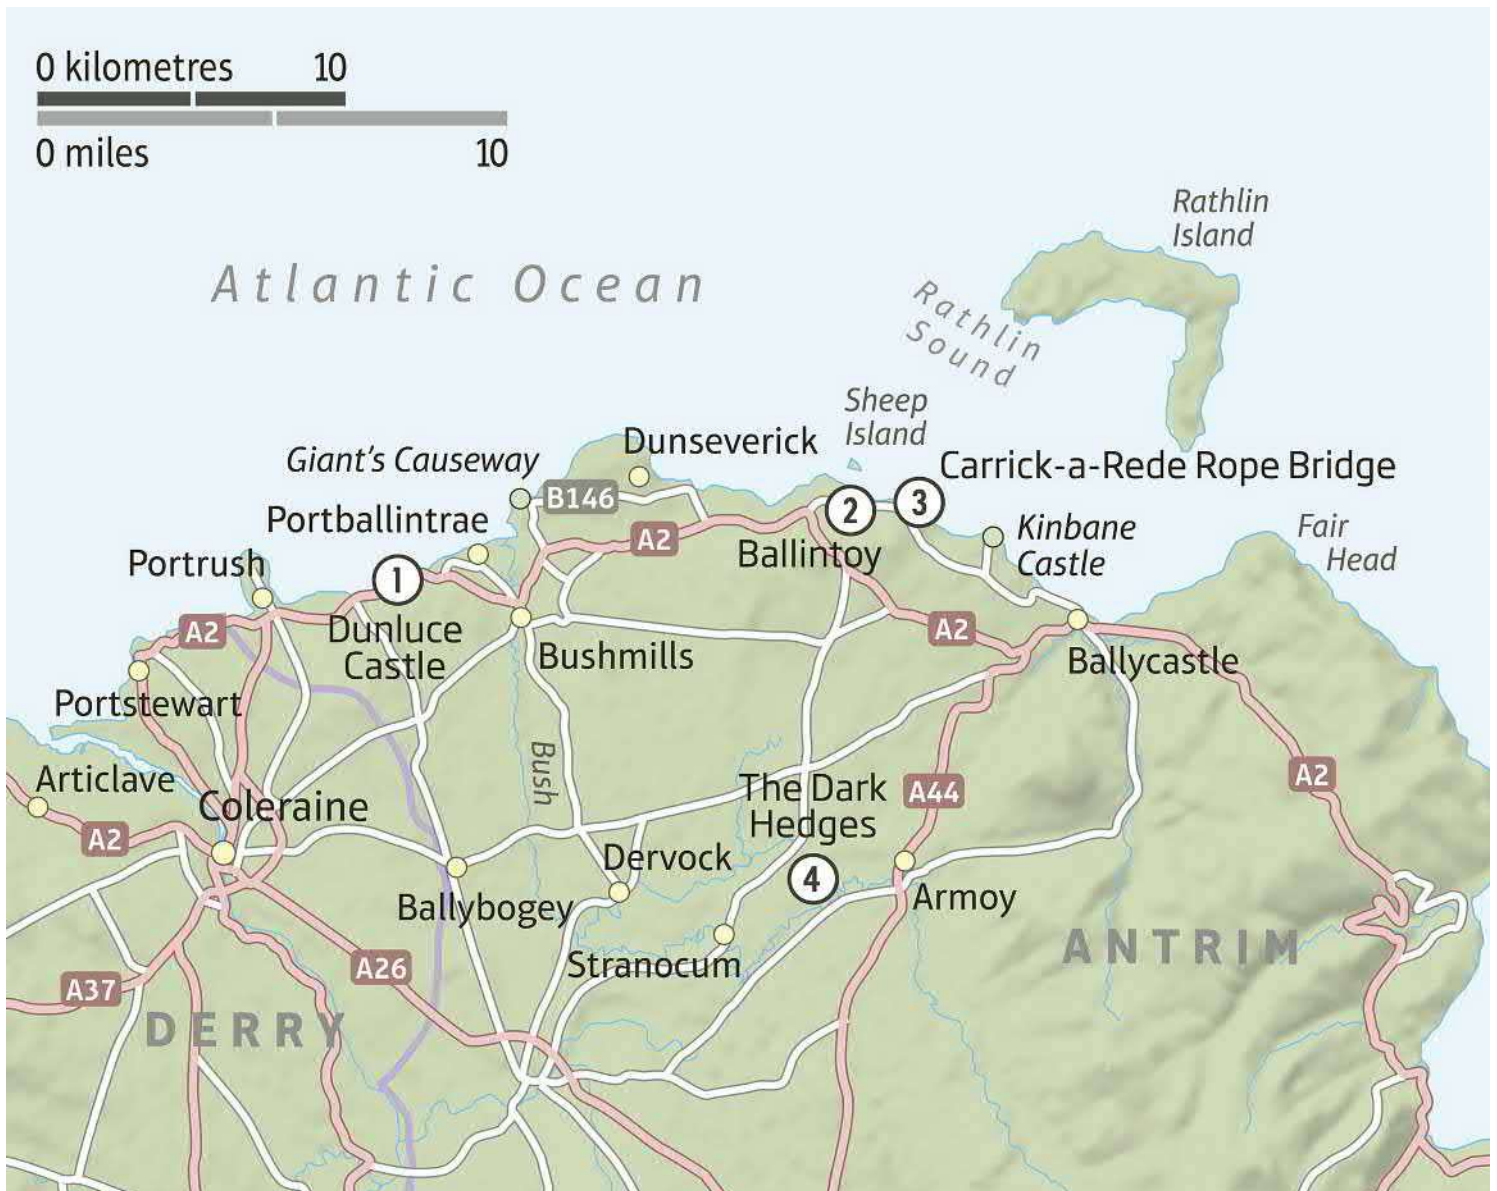 0 kilometres 10
0 miles 10
Rathlin
Island
Atlantic Ocean
Rathlin
Sound
Sheep
Island
Dunseverick
Giant's Causeway
Carrick-a-Rede Rope Bridge
B146
2
3
Portballintrae
Kinbane
Castle
Fair
Head
A2
Ballintoy
Portrush
1
A2
Dunluce
Castle
A2
Bushmills
Ballycastle
Portstewart
Bush
Articlave
Coleraine
The Dark
Hedges
A44
A2
A2
Dervock
4
Ballybogey
Armoy
Stranocum
ANTRIM
A26
A37
DERRY